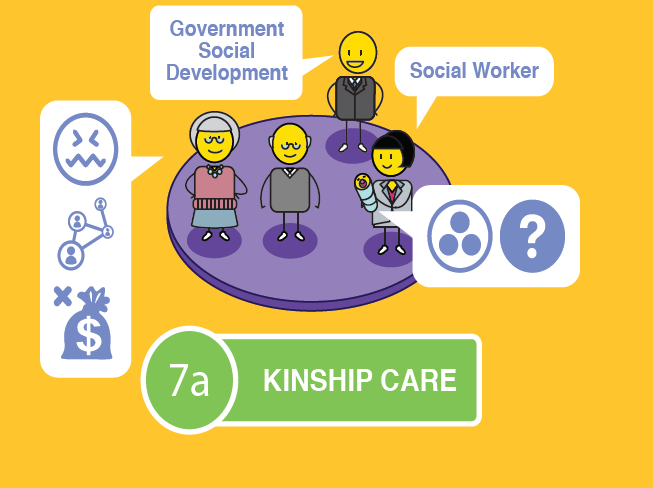 Government
Social
Development
Social Worker
$
?
7a
KINSHIP CARE